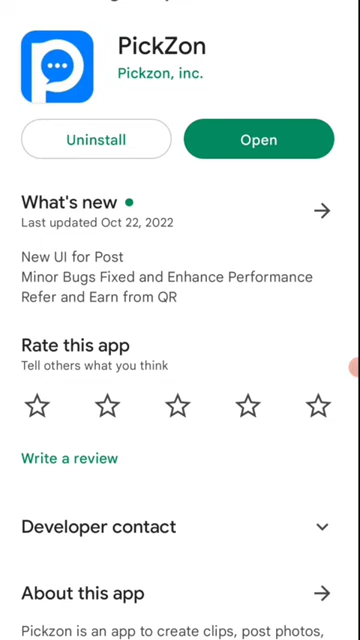 PickZon
Pickzon, inc.
Uninstall
Open
What's new
Last updated Oct 22, 2022
New UI for Post
Minor Bugs Fixed and Enhance Performance
Refer and Earn from QR
Rate this app
Tell others what you think
Write a review
Developer contact
About this app
Pickzon is an app to create clips, post photos,